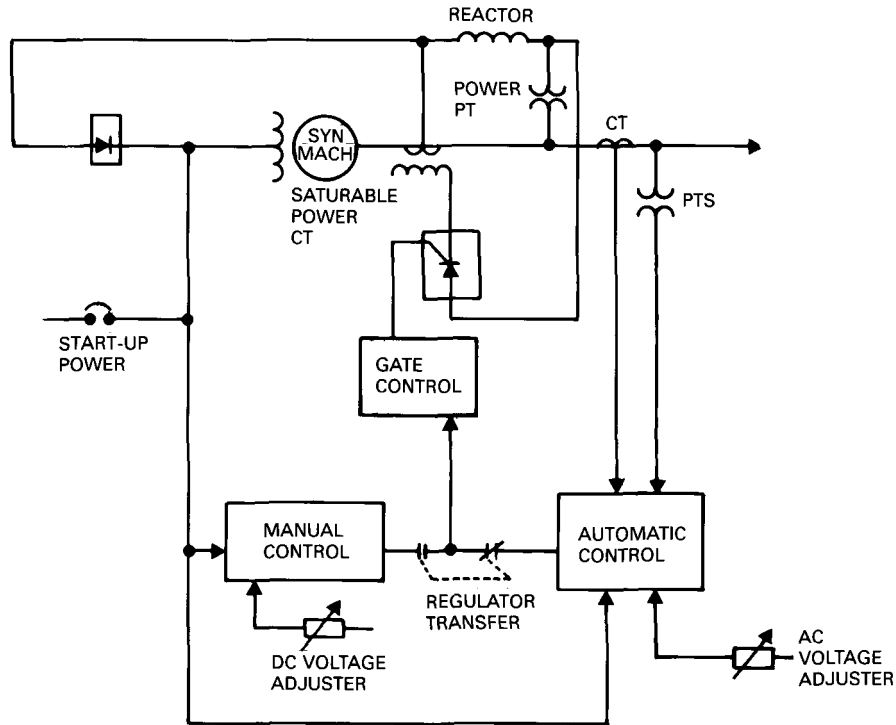 REACTOR
POWER
PT
CT
SYN
MACH
SATURABLE
POWER
CT
PTS
START-UP
POWER
GATE
CONTROL
MANUAL
CONTROL
AUTOMATIC
CONTROL
REGULATOR
TRANSFER
DC VOLTAGE
ADJUSTER
AC
VOLTAGE
ADJUSTER